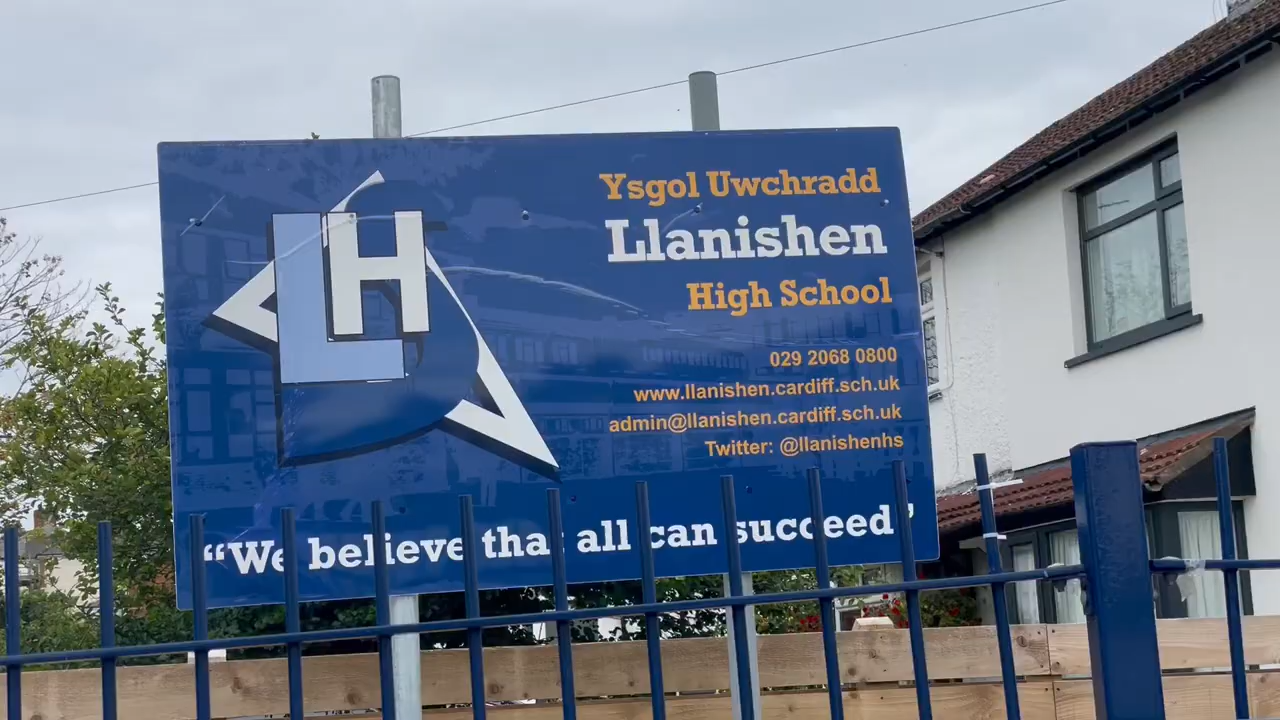 LH
Ysgol Uwchradd
Llanishen
High School
029 2068 0800
www.llanishen.cardiff.sch.uk
admin@llanishen.cardiff.sch.uk
Twitter: @llanishenhs
“We believe that all can succeed”